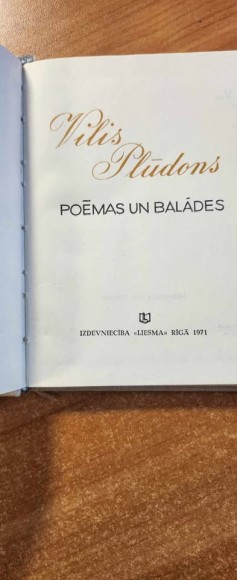 Vilis
Plūdons
POĒMAS UN BALĀDES
IZDEVNIECĪBA «LIESMA» RĪGĀ 1971